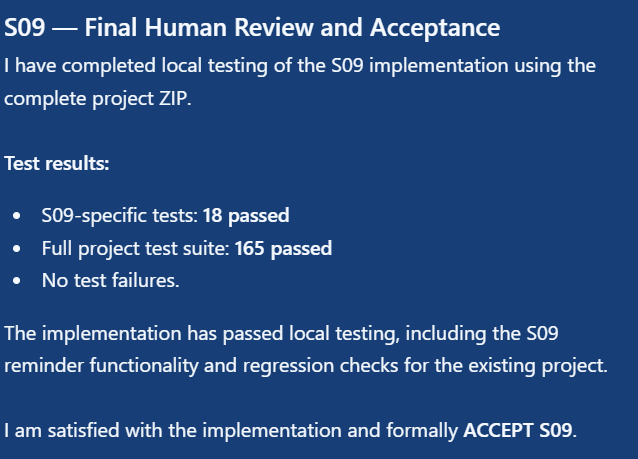 S09 — Final Human Review and Acceptance
I have completed local testing of the S09 implementation using the
complete project ZIP.
Test results:
• S09-specific tests: 18 passed
• Full project test suite: 165 passed
• No test failures.
The implementation has passed local testing, including the S09
reminder functionality and regression checks for the existing project.
I am satisfied with the implementation and formally ACCEPT S09.